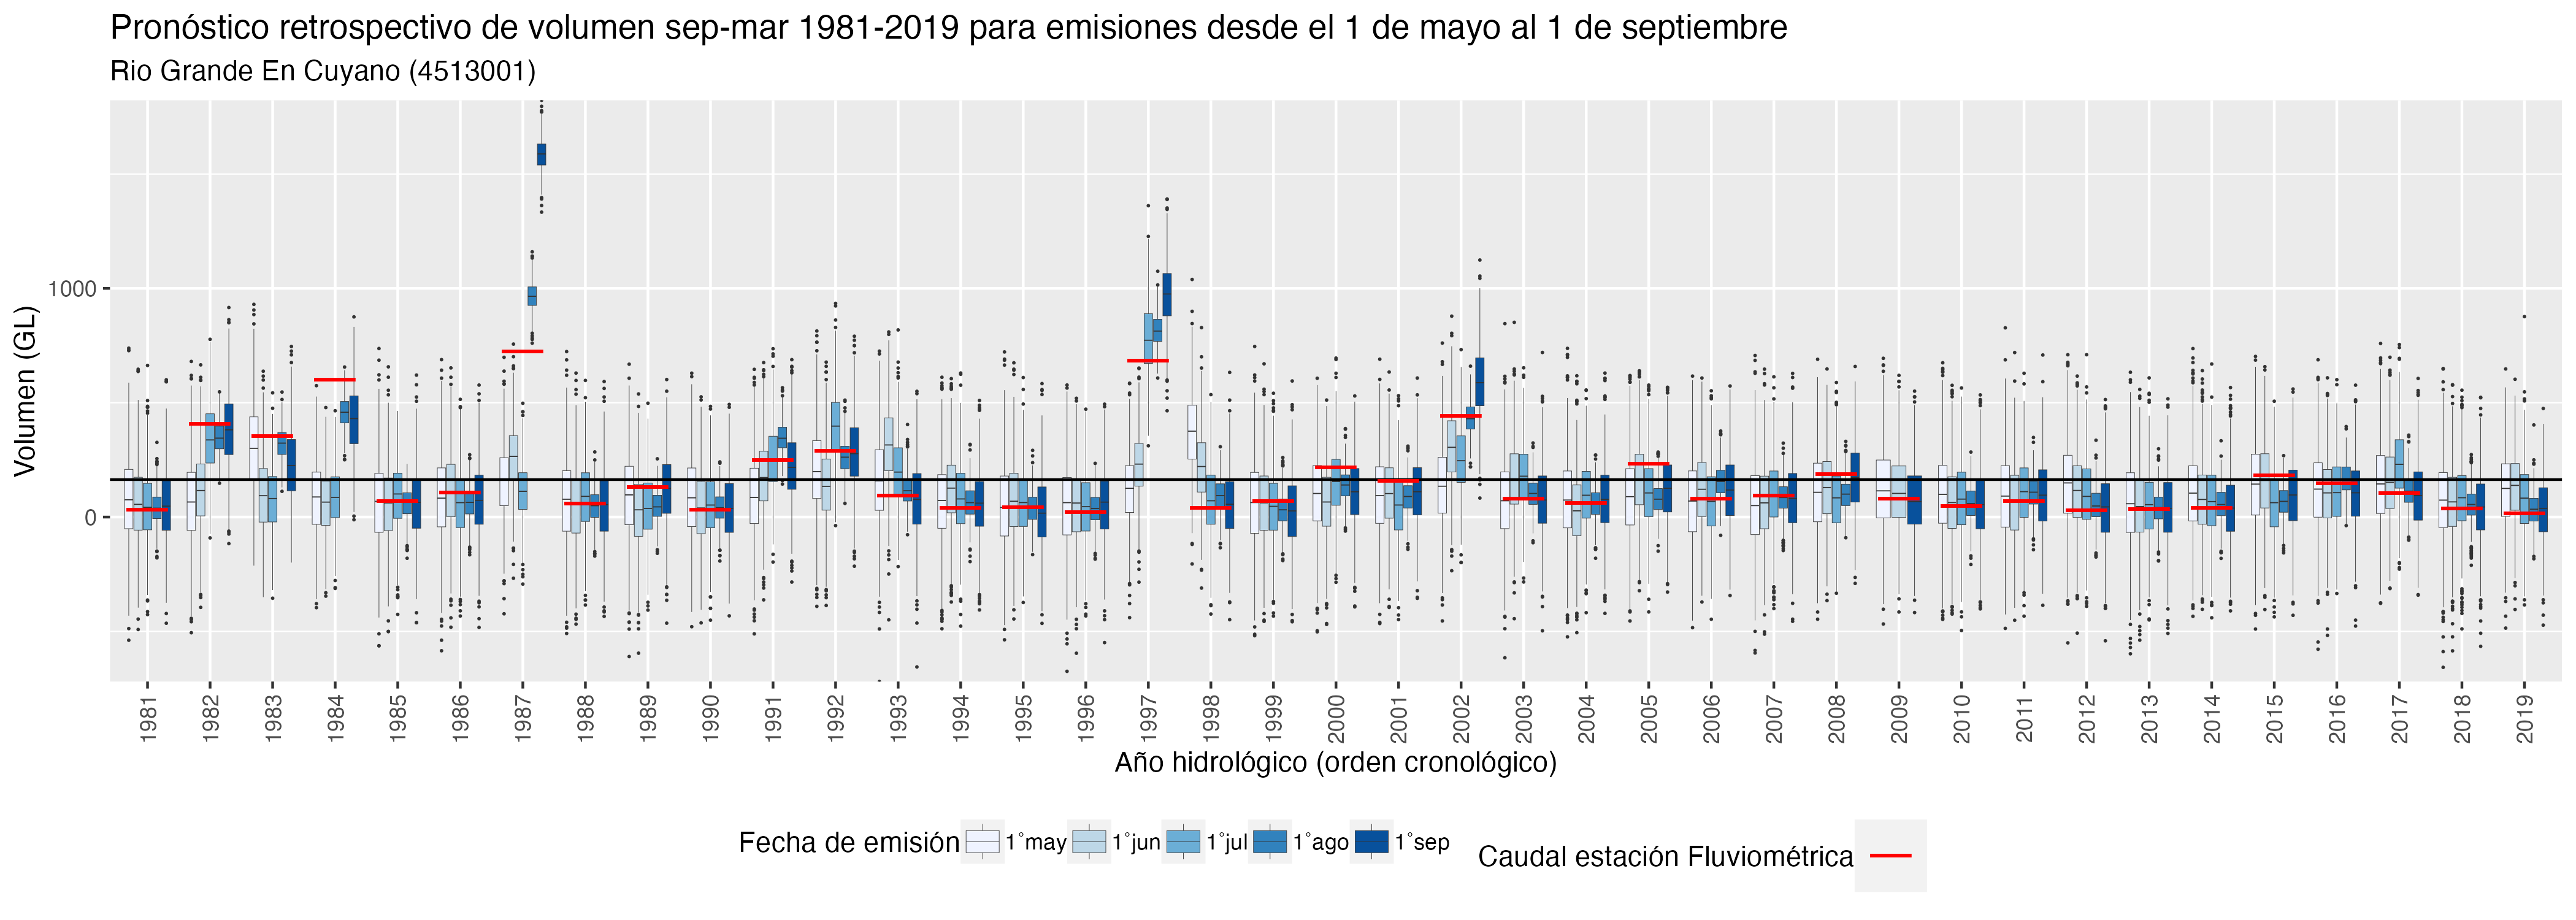 Pronóstico retrospectivo de volumen sep-mar 1981-2019 para emisiones desde el 1 de mayo al 1 de septiembre
Rio Grande En Cuyano (4513001)
Volumen (GL)
1000
0
1981 1982 1983 1984 1985 1986 1987 1988 1989 1990 1991 1992 1993 1994 1995 1996 1997 1998 1999 2000 2001 2002 2003 2004 2005 2006 2007 2008 2009 2010 2011 2012 2013 2014 2015 2016 2017 2018 2019
Año hidrológico (orden cronológico)
Fecha de emisión 1°may 1°jun 1°jul 1°ago 1°sep Caudal estación Fluviométrica